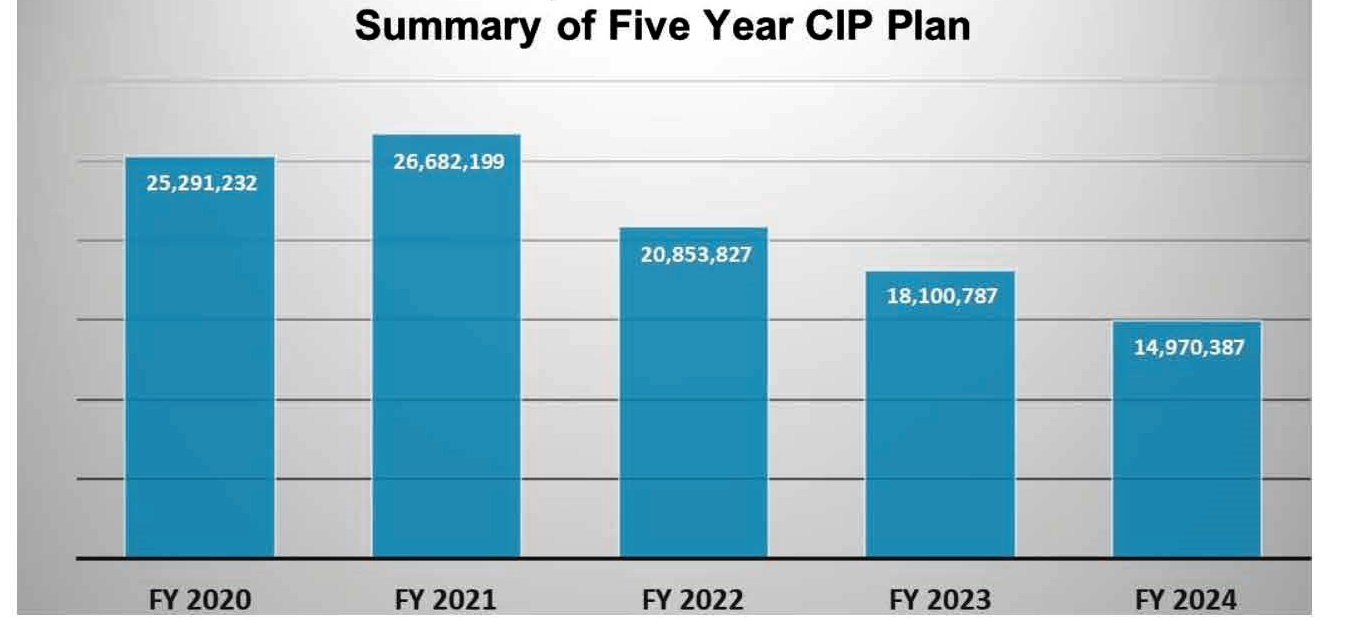 Summary of Five Year CIP Plan
25,291,232
26,682,199
20,853,827
18,100,787
14,970,387
FY 2020
FY 2021
FY 2022
FY 2023
FY 2024